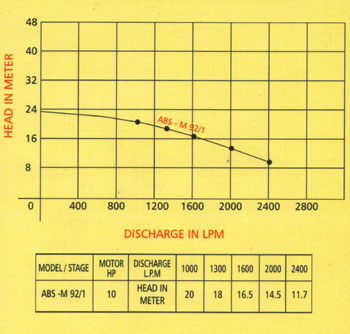 48
40
32
24
16
8
HEAD IN METER
ABS - M 92/1
0 400 800 1200 1600 2000 2400 2800
DISCHARGE IN LPM
MODEL / STAGE MOTOR HP DISCHARGE L.P.M 1000 1300 1600 2000 2400
ABS -M 92/1 10 HEAD IN METER 20 18 16.5 14.5 11.7